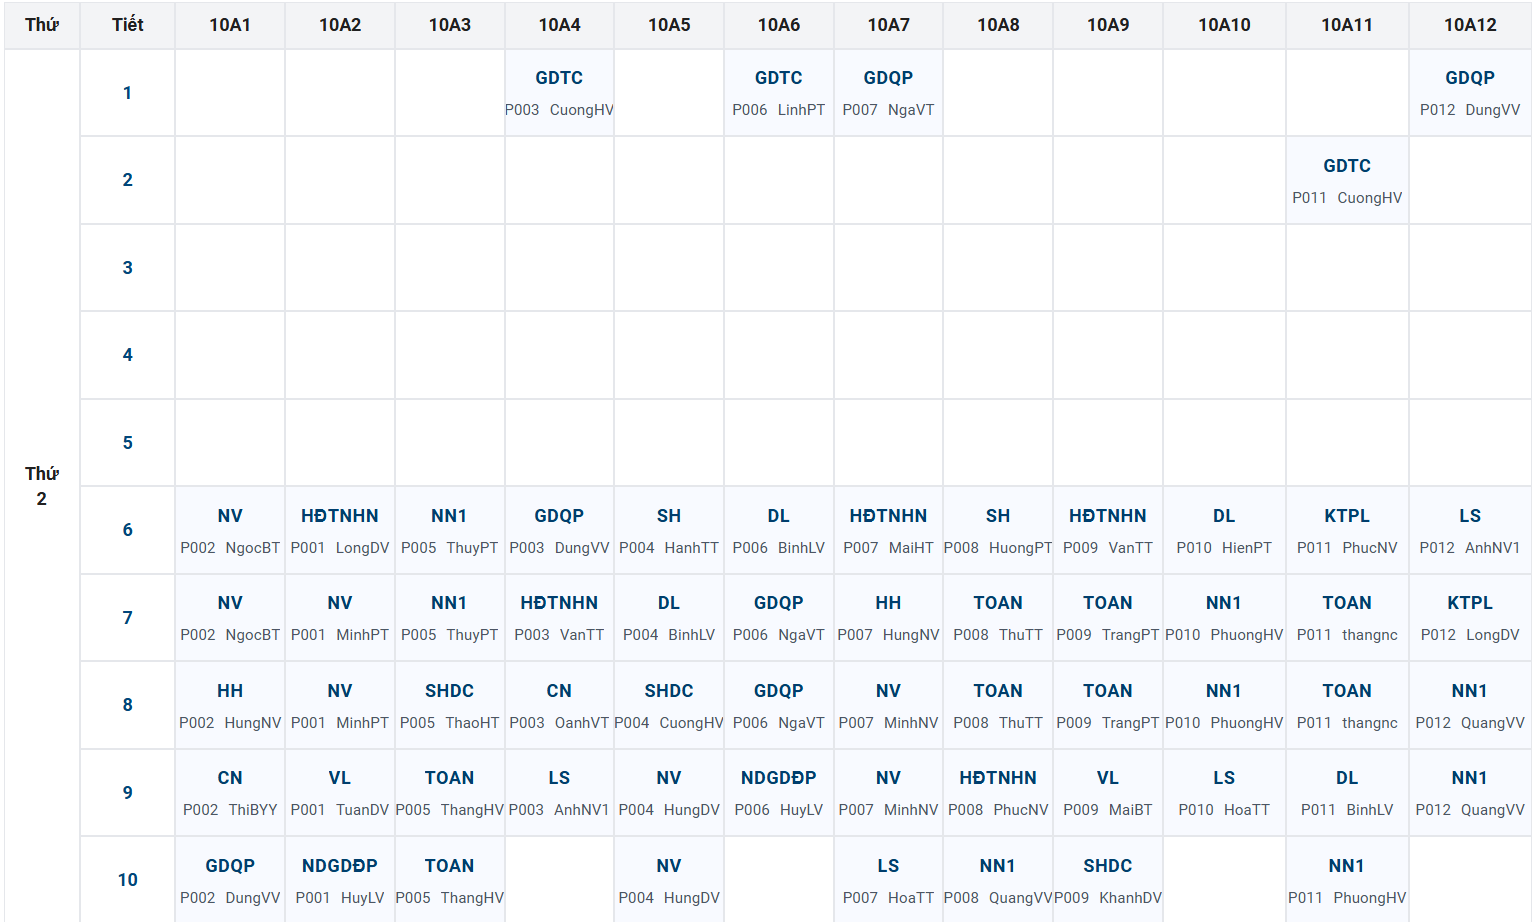 Thứ Tiết 10A1 10A2 10A3 10A4 10A5 10A6 10A7 10A8 10A9 10A10 10A11 10A12
Thứ
2
1 GDTC GDTC GDQP GDQP
P003 CuongHV P006 LinhPT P007 NgaVT P012 DungVV
2 GDTC
P011 CuongHV
3
4
5
6 NV HĐTNHN NN1 GDQP SH DL HĐTNHN SH HĐTNHN DL KTPL LS
P002 NgocBT P001 LongDV P005 ThuyPT P003 DungVV P004 HanhTT P006 BinhLV P007 MaiHT P008 HuongPT P009 VanTT P010 HienPT P011 PhucNV P012 AnhNV1
7 NV NV NN1 HĐTNHN DL GDQP HH TOAN TOAN NN1 TOAN KTPL
P002 NgocBT P001 MinhPT P005 ThuyPT P003 VanTT P004 BinhLV P006 NgaVT P007 HungNV P008 ThuTT P009 TrangPT P010 PhuongHV P011 thangnc P012 LongDV
8 HH NV SHDC CN SHDC GDQP NV TOAN TOAN NN1 TOAN NN1
P002 HungNV P001 MinhPT P005 ThaoHT P003 OanhVT P004 CuongHV P006 NgaVT P007 MinhNV P008 ThuTT P009 TrangPT P010 PhuongHV P011 thangnc P012 QuangVV
9 CN VL TOAN LS NV NDGDĐP NV HĐTNHN VL LS DL NN1
P002 ThiBYY P001 TuanDV P005 ThangHV P003 AnhNV1 P004 HungDV P006 HuyLV P007 MinhNV P008 PhucNV P009 MaiBT P010 HoaTT P011 BinhLV P012 QuangVV
10 GDQP NDGDĐP TOAN NV LS NN1 SHDC NN1
P002 DungVV P001 HuyLV P005 ThangHV P004 HungDV P007 HoaTT P008 QuangVV P009 KhanhDV P011 PhuongHV